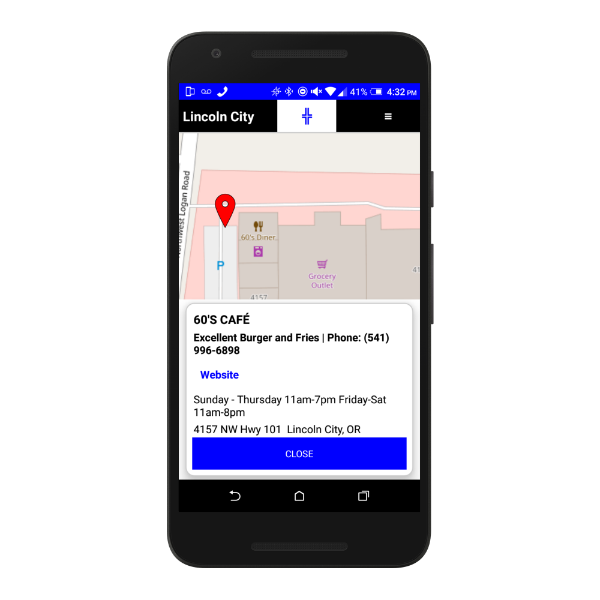 41% 4:32 PM
Lincoln City
Northwest Logan Road
60's Diner
P
Grocery
Outlet
41
4157
60'S CAFÉ
Excellent Burger and Fries | Phone: (541)
996-6898
Website
Sunday - Thursday 11am-7pm Friday-Sat
11am-8pm
4157 NW Hwy 101 Lincoln City, OR
CLOSE